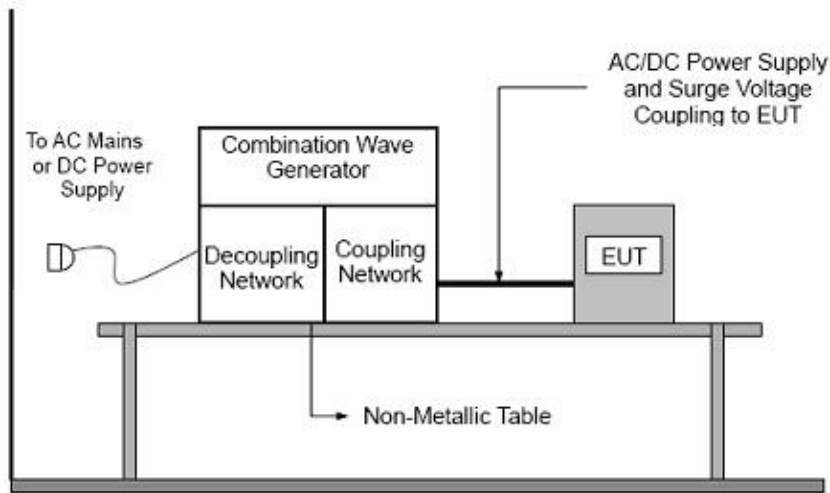 AC/DC Power Supply
and Surge Voltage
Coupling to EUT
To AC Mains
or DC Power
Supply
Combination Wave
Generator
Decoupling
Network
Coupling
Network
EUT
Non-Metallic Table